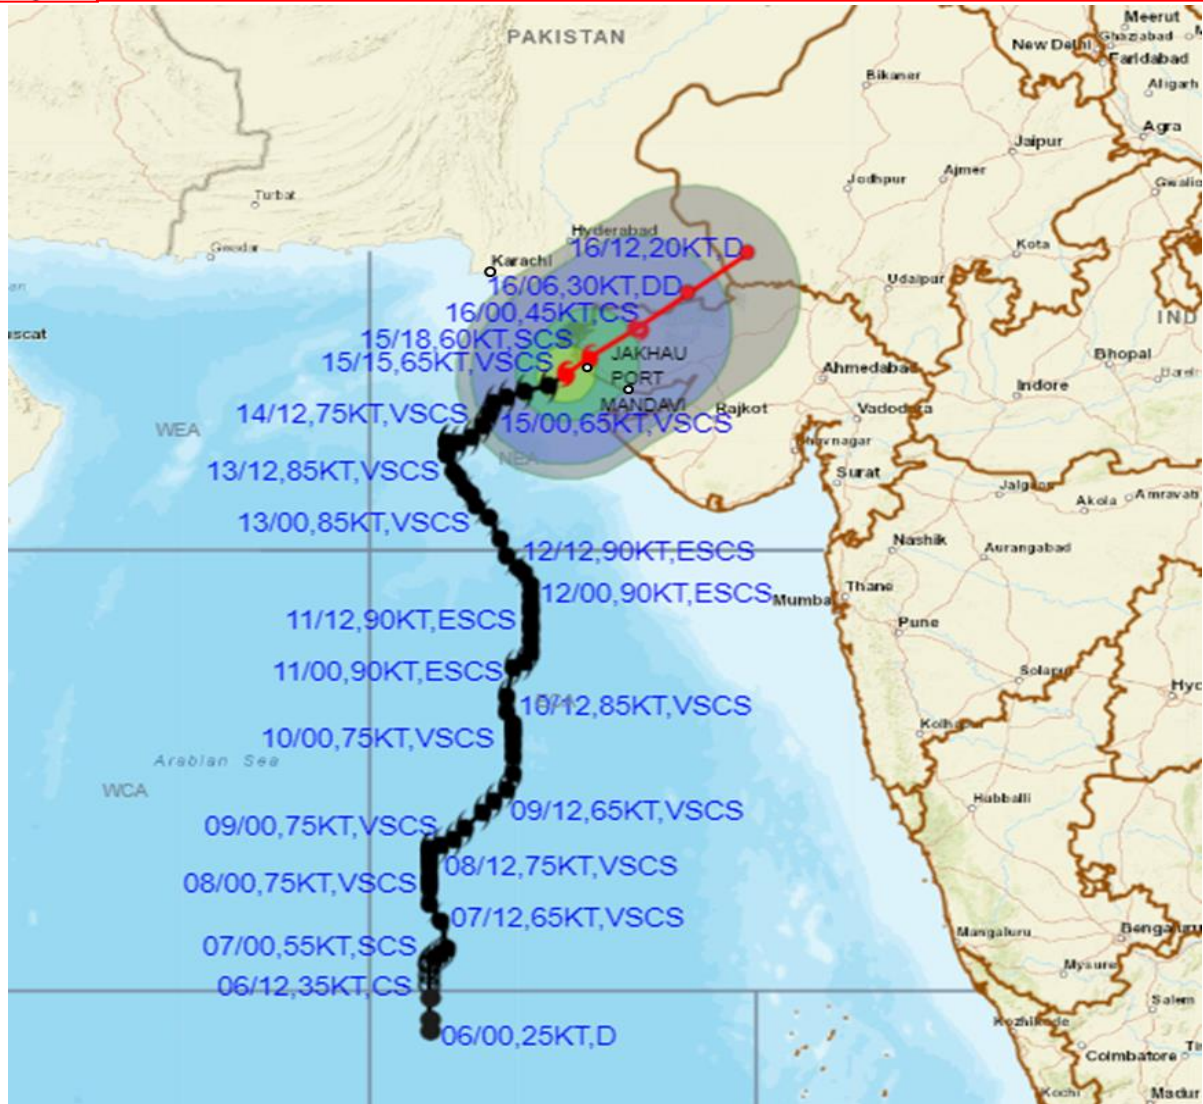 Meerut
PAKISTAN
Ghaziabad
New Delhi
Faridabad
Bikaner
Aligarh
Agra
Jaipur
Ajmer
Jodhpur
Gwalio
Turbat
Hyderabad
Kota
16/12,20KT,D
Gwadar
Karachi
Udaipur
16/06,30KT,DD
16/00,45KT,CS
IND
ascat
15/18,60KT,SCS
JAKHAU
Bhopal
15/15,65KT,VSCS
Ahmedabad
PORT
Indore
MANDAVI
Rajkot
Vadodara
14/12,75KT,VSCS
15/00,65KT,VSCS
WEA
Bhavnagar
NEA
13/12,85KT,VSCS
Surat
Jalgaon
Akola
Amravati
13/00,85KT,VSCS
Nashik
12/12,90KT,ESCS
Aurangabad
12/00,90KT,ESCS
Thane
Mumbai
11/12,90KT,ESCS
Pune
11/00,90KT,ESCS
Solapur
Hyd
10/12,85KT,VSCS
Kolhapur
10/00,75KT,VSCS
Arabian Sea
WCA
Hubballi
09/12,65KT,VSCS
09/00,75KT,VSCS
08/12,75KT,VSCS
08/00,75KT,VSCS
07/12,65KT,VSCS
Mangaluru
Bengaluru
07/00,55KT,SCS
Mysuru
06/12,35KT,CS
Salem
Kozhikode
06/00,25KT,D
Coimbatore
Kochi
Madur